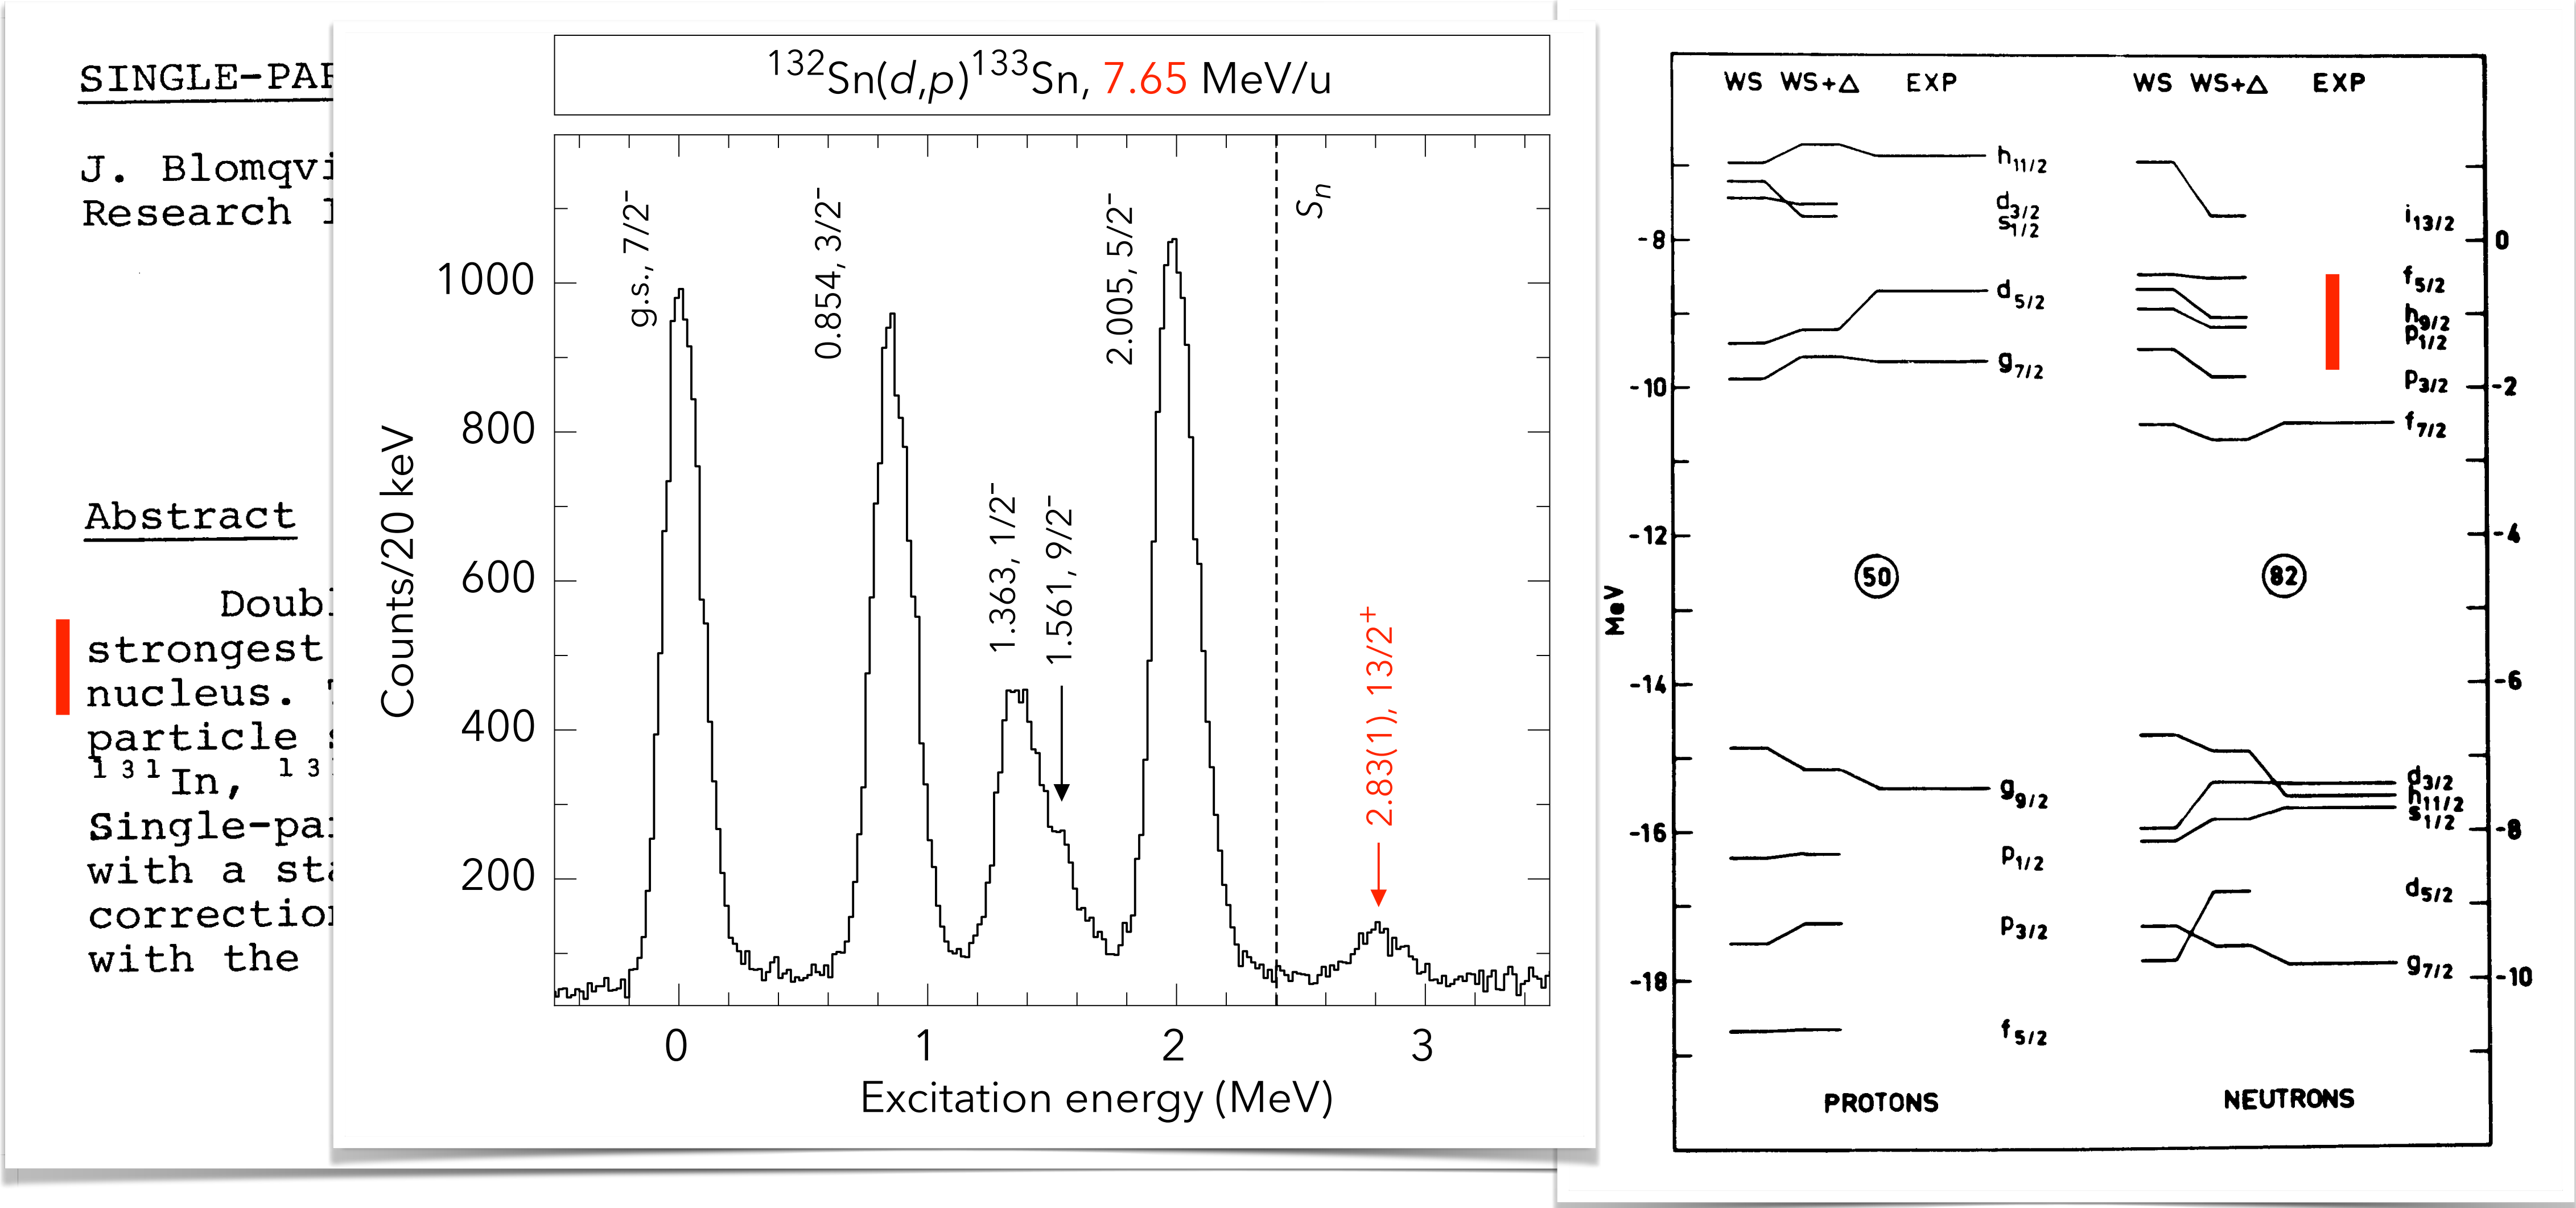 SINGLE-PAR
J. Blomqvi
Research I
Abstract
Doubl
strongest
nucleus. T
particle s
¹³¹In, ¹³¹
Single-par
with a sta
correction
with the
¹³²Sn(d,p)¹³³Sn, 7.65 MeV/u
g.s., 7/2⁻
0.854, 3/2⁻
1.363, 1/2⁻
1.561, 9/2⁻
2.005, 5/2⁻
Sₙ
2.83(1), 13/2⁺
Counts/20 keV
1000
800
600
400
200
0 1 2 3
Excitation energy (MeV)
WS WS+Δ EXP
h₁₁/₂
d₃/₂
s₁/₂
d₅/₂
g₇/₂
50
g₉/₂
p₁/₂
p₃/₂
f₅/₂
PROTONS
MeV
-8
-10
-12
-14
-16
-18
WS WS+Δ EXP
i₁₃/₂
f₅/₂
h₉/₂
p₁/₂
p₃/₂
f₇/₂
82
d₃/₂
h₁₁/₂
s₁/₂
d₅/₂
g₇/₂
NEUTRONS
0
-2
-4
-6
-8
-10